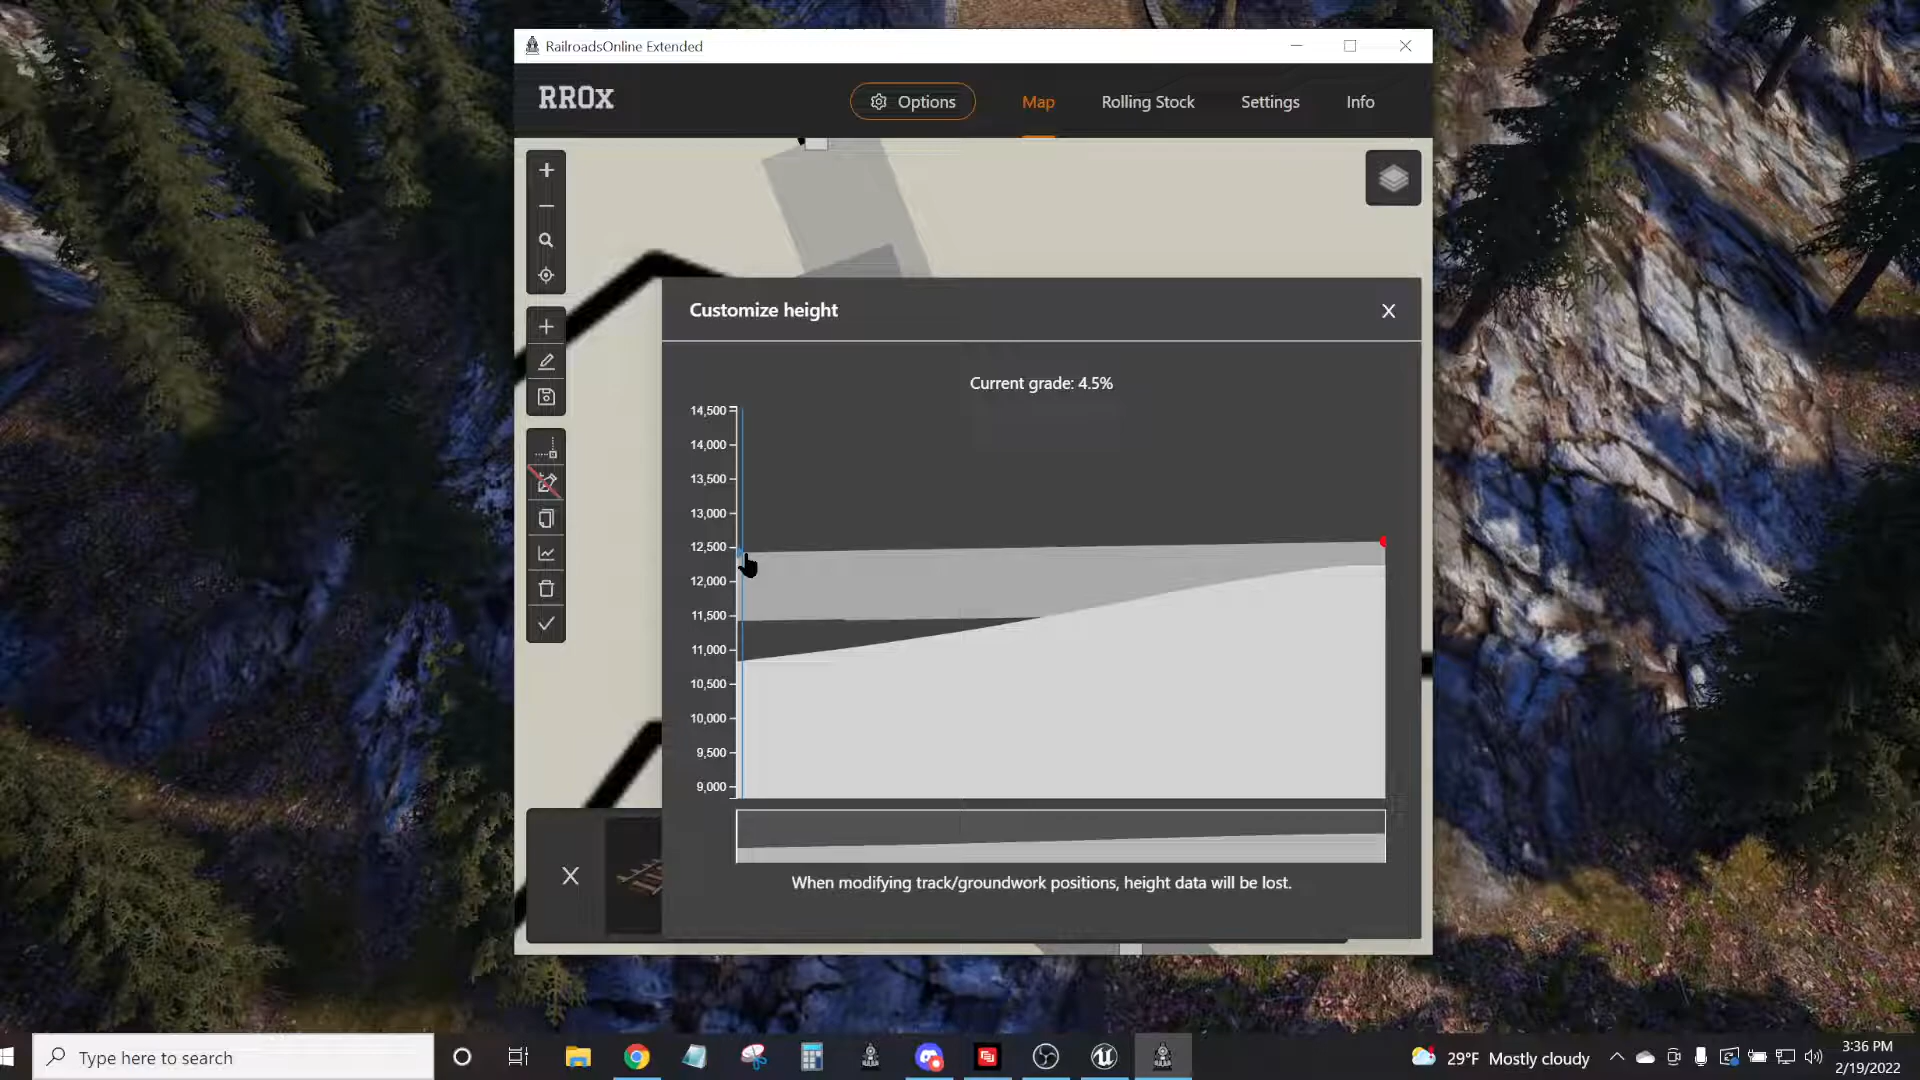 RailroadsOnline Extended
RROx
Options
Map
Rolling Stock
Settings
Info
Customize height
X
Current grade: 4.5%
14,500
14,000
13,500
13,000
12,500
12,000
11,500
11,000
10,500
10,000
9,500
9,000
X
When modifying track/groundwork positions, height data will be lost.
Type here to search
29°F Mostly cloudy
3:36 PM
2/19/2022